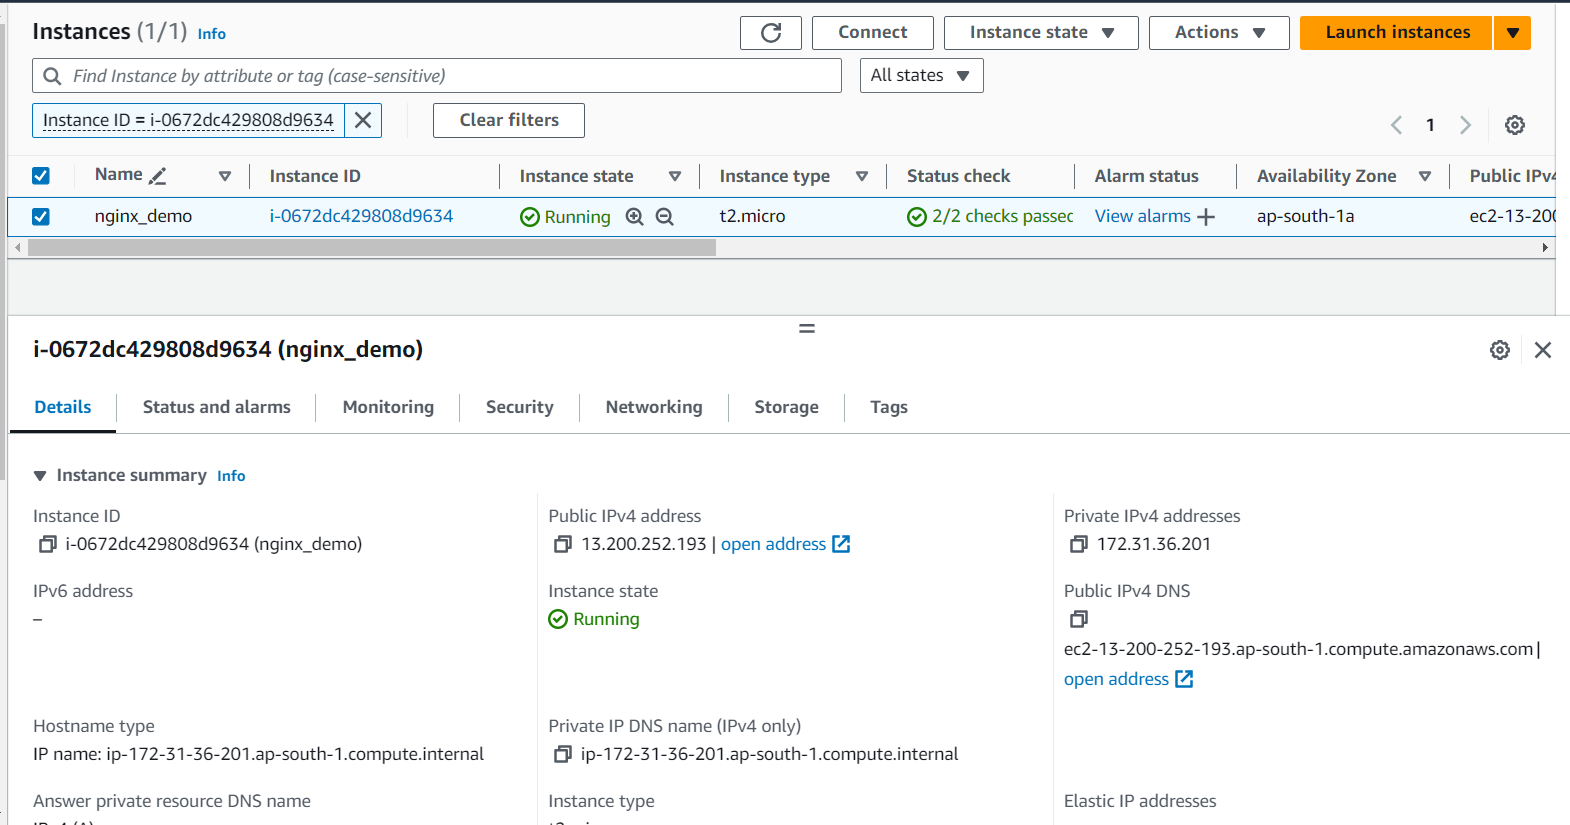 Instances (1/1) Info
Connect
Instance state
Actions
Launch instances
Find Instance by attribute or tag (case-sensitive)
All states
Instance ID = i-0672dc429808d9634
Clear filters
1
Name Instance ID Instance state Instance type Status check Alarm status Availability Zone Public IPv4
nginx_demo i-0672dc429808d9634 Running t2.micro 2/2 checks passec View alarms + ap-south-1a ec2-13-200
i-0672dc429808d9634 (nginx_demo)
Details Status and alarms Monitoring Security Networking Storage Tags
Instance summary Info
Instance ID
i-0672dc429808d9634 (nginx_demo)
Public IPv4 address
13.200.252.193 | open address
Private IPv4 addresses
172.31.36.201
IPv6 address
–
Instance state
Running
Public IPv4 DNS
ec2-13-200-252-193.ap-south-1.compute.amazonaws.com |
open address
Hostname type
IP name: ip-172-31-36-201.ap-south-1.compute.internal
Private IP DNS name (IPv4 only)
ip-172-31-36-201.ap-south-1.compute.internal
Answer private resource DNS name
Instance type
Elastic IP addresses